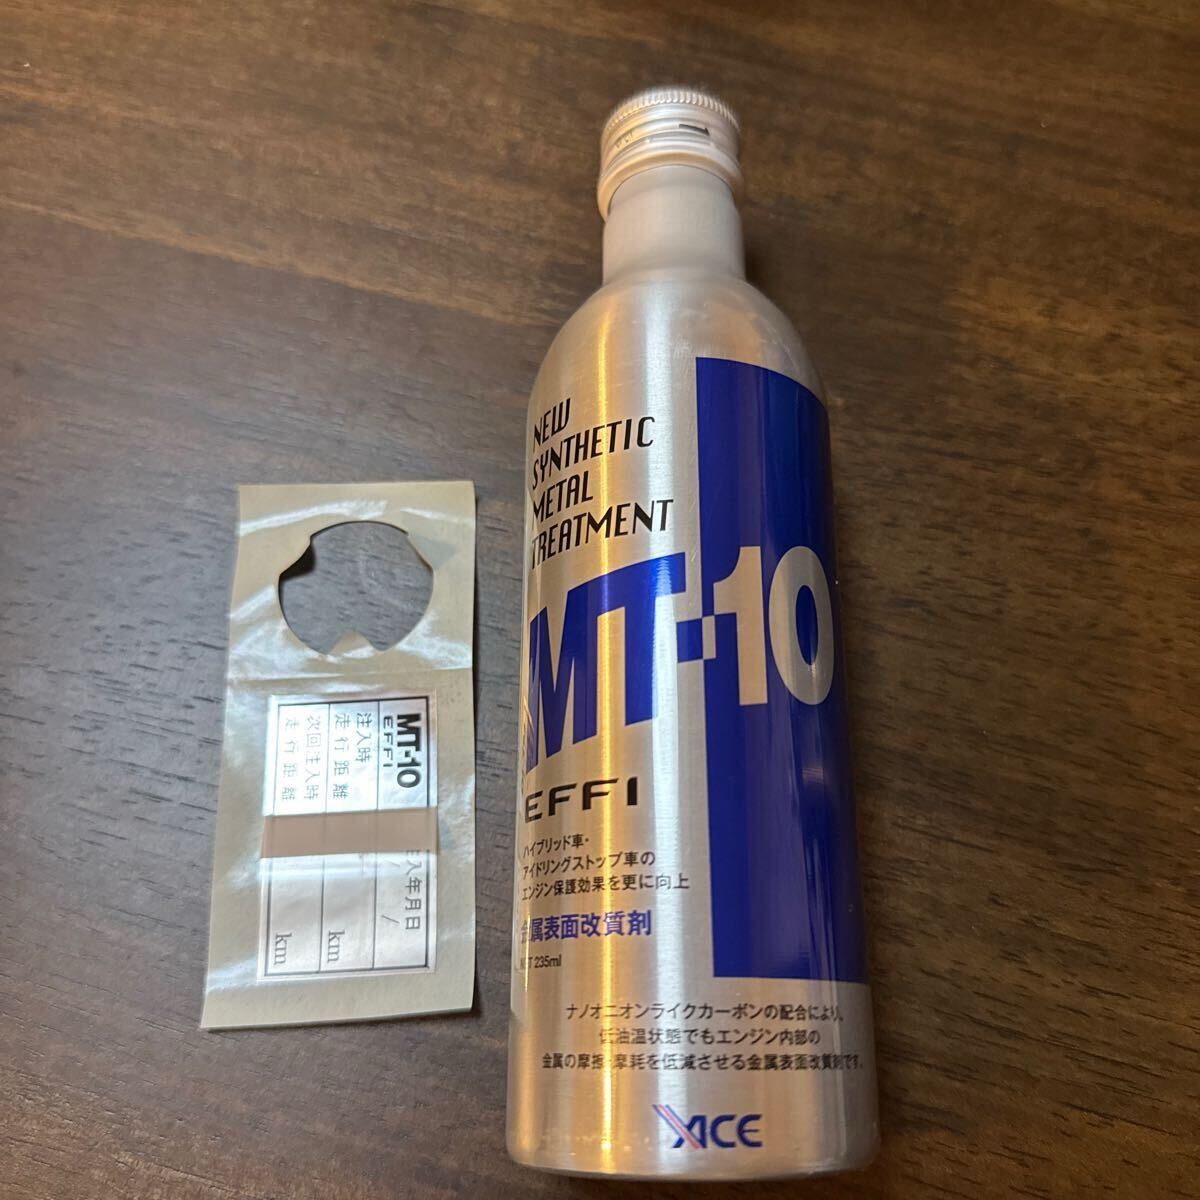 NEW
SYNTHETIC
METAL
TREATMENT
MT-10
EFFI
ハイブリッド車・
アイドリングストップ車の
エンジン保護効果を更に向上
金属表面改質剤
NET 235ml
ナノオニオンライクカーボンの配合により、
低油温状態でもエンジン内部の
金属の摩擦・摩耗を低減させる金属表面改質剤です。
ACE
MT-10
EFFI
入年月日
/
注入時
走行距離
km
次回注入時
走行距離
km